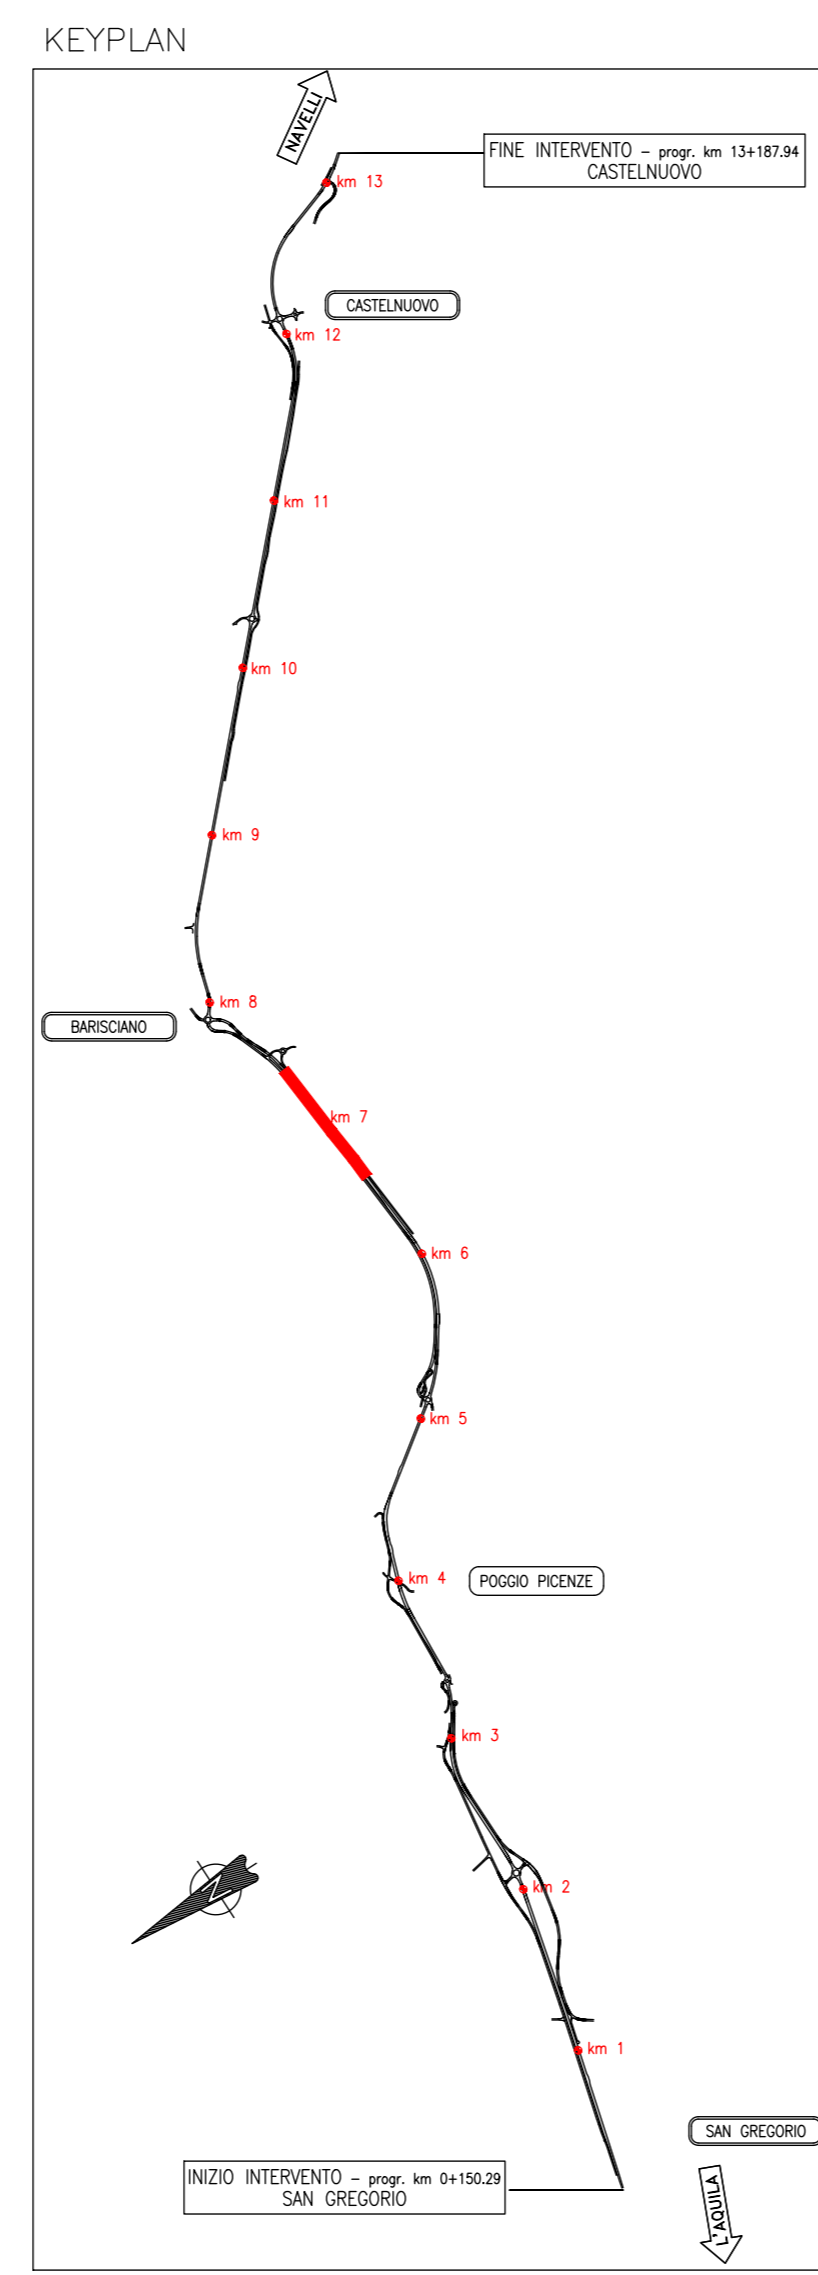 KEYPLAN
NAVELLI
FINE INTERVENTO – progr. km 13+187.94
CASTELNUOVO
km 13
CASTELNUOVO
km 12
km 11
km 10
km 9
km 8
BARISCIANO
km 7
km 6
km 5
km 4
POGGIO PICENZE
km 3
km 2
N
km 1
SAN GREGORIO
INIZIO INTERVENTO – progr. km 0+150.29
SAN GREGORIO
L'AQUILA